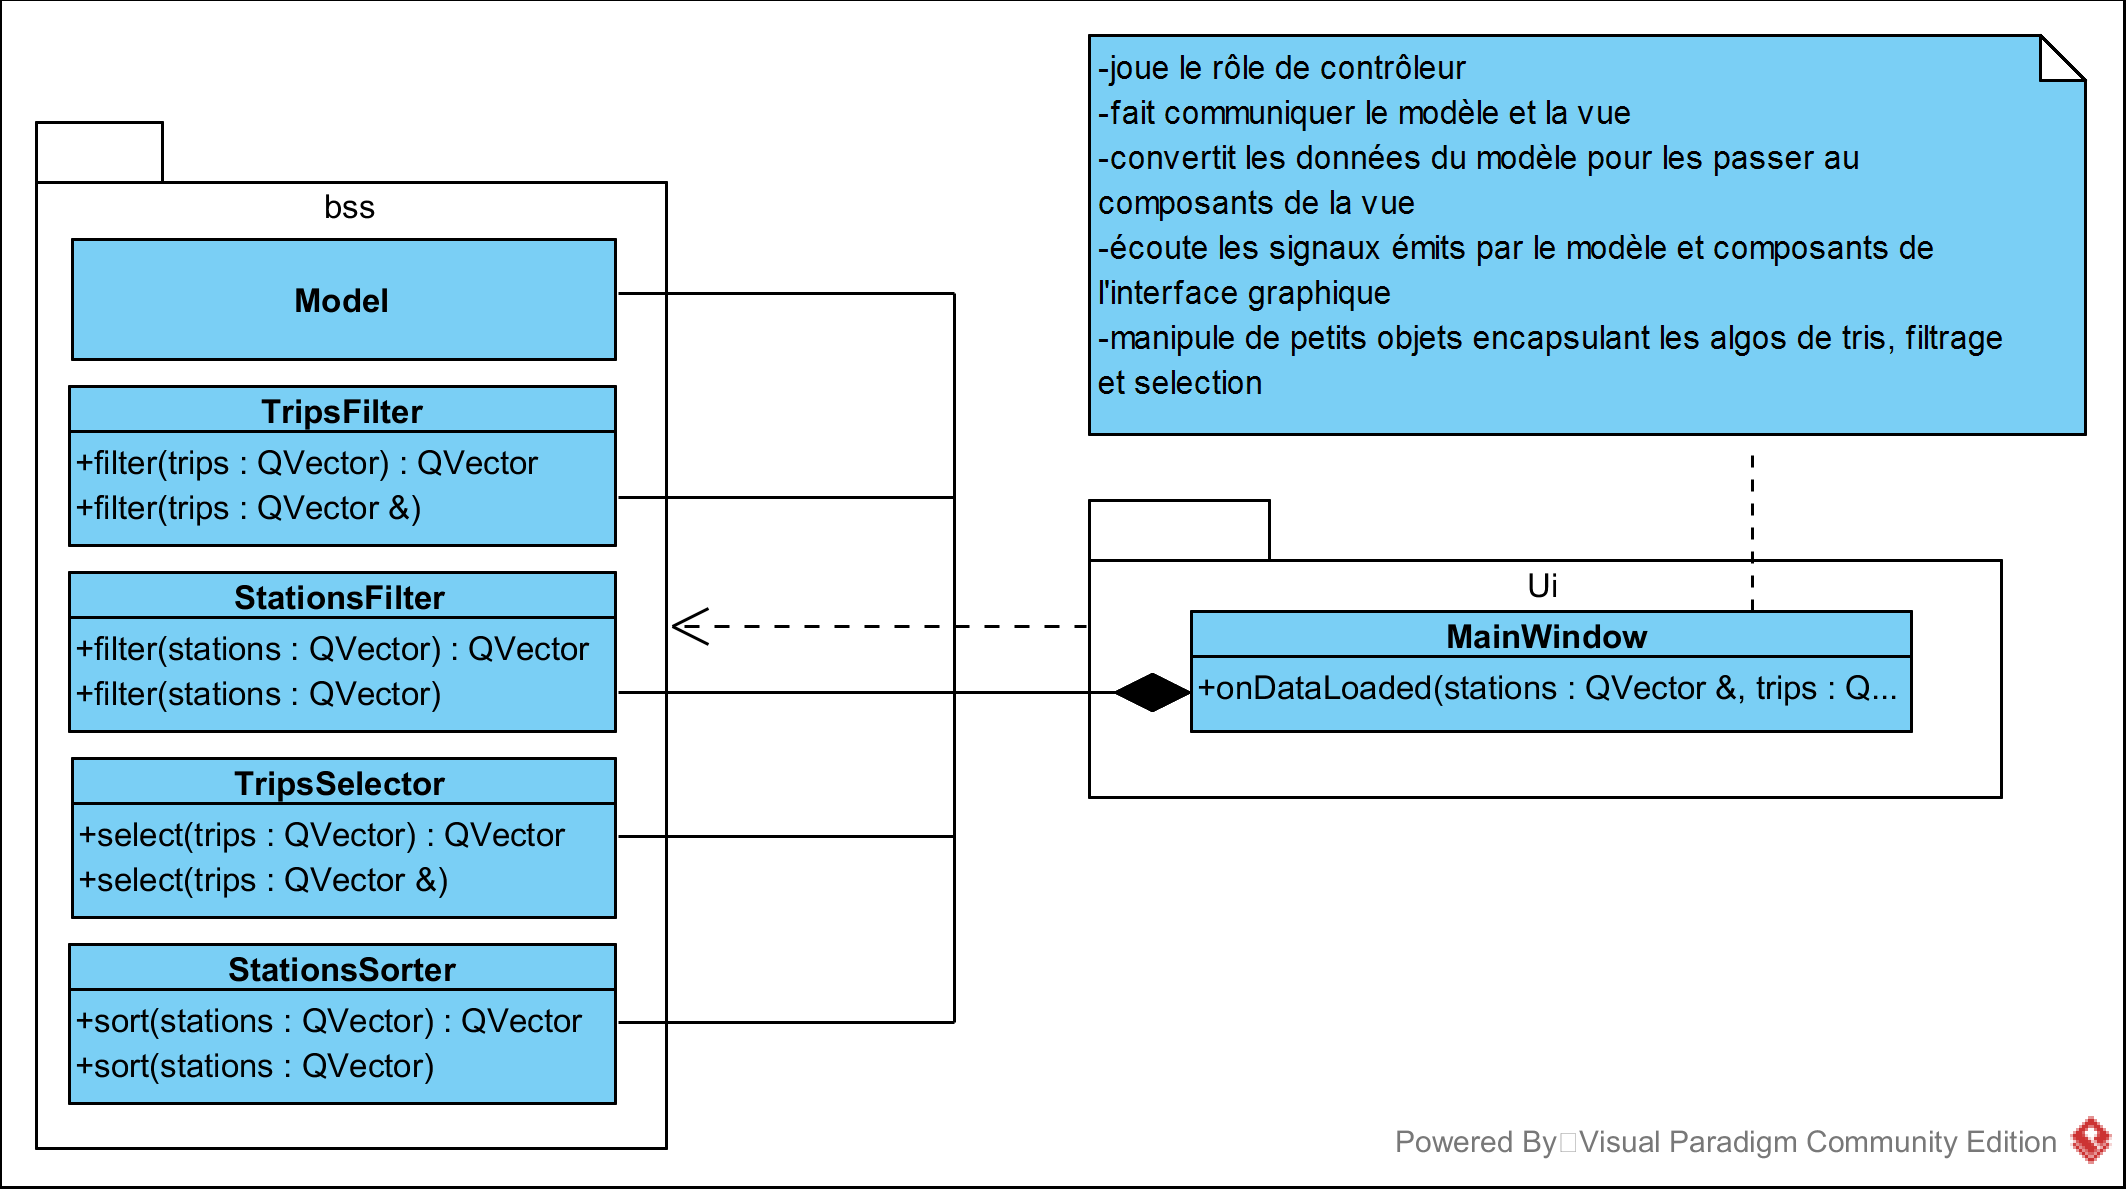 bss
Model
TripsFilter
+filter(trips : QVector) : QVector
+filter(trips : QVector &)
StationsFilter
+filter(stations : QVector) : QVector
+filter(stations : QVector)
TripsSelector
+select(trips : QVector) : QVector
+select(trips : QVector &)
StationsSorter
+sort(stations : QVector) : QVector
+sort(stations : QVector)
-joue le rôle de contrôleur
-fait communiquer le modèle et la vue
-convertit les données du modèle pour les passer au
composants de la vue
-écoute les signaux émits par le modèle et composants de
l'interface graphique
-manipule de petits objets encapsulant les algos de tris, filtrage
et selection
Ui
MainWindow
+onDataLoaded(stations : QVector &, trips : Q...
Powered By Visual Paradigm Community Edition